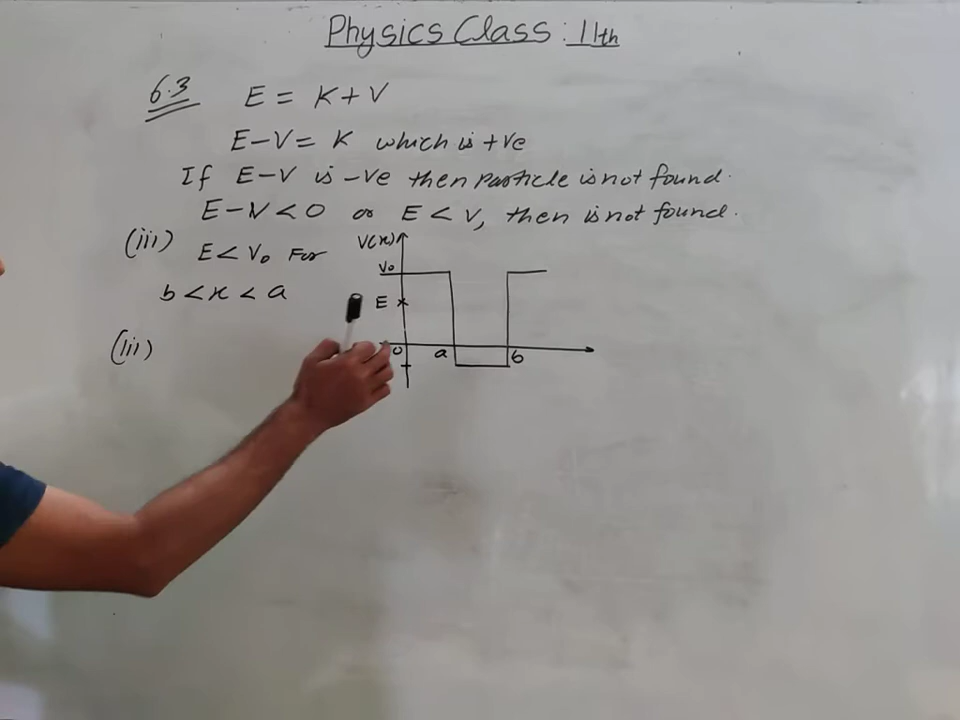 Physics Class : 11th
6.3 E = K + V
E - V = K which is +ve
If E - V is -ve then particle is not found.
E - V < 0 or E < V, then is not found.
(iii) E < V₀ For
b < x < a
(iii)
V(x)
V₀
E
0 a b